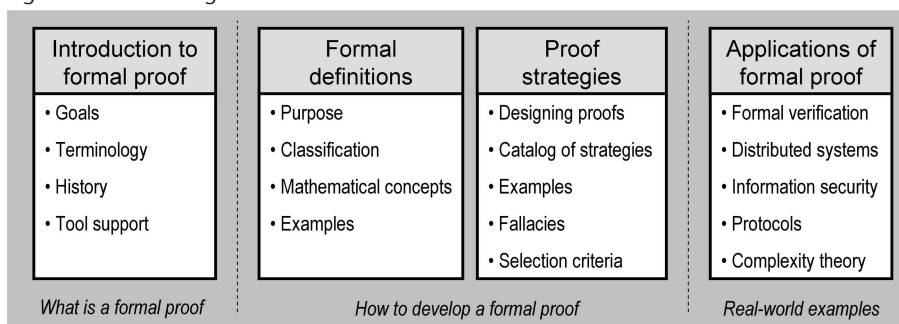 Introduction to
formal proof
• Goals
• Terminology
• History
• Tool support
Formal
definitions
• Purpose
• Classification
• Mathematical concepts
• Examples
Proof
strategies
• Designing proofs
• Catalog of strategies
• Examples
• Fallacies
• Selection criteria
Applications of
formal proof
• Formal verification
• Distributed systems
• Information security
• Protocols
• Complexity theory
What is a formal proof
How to develop a formal proof
Real-world examples